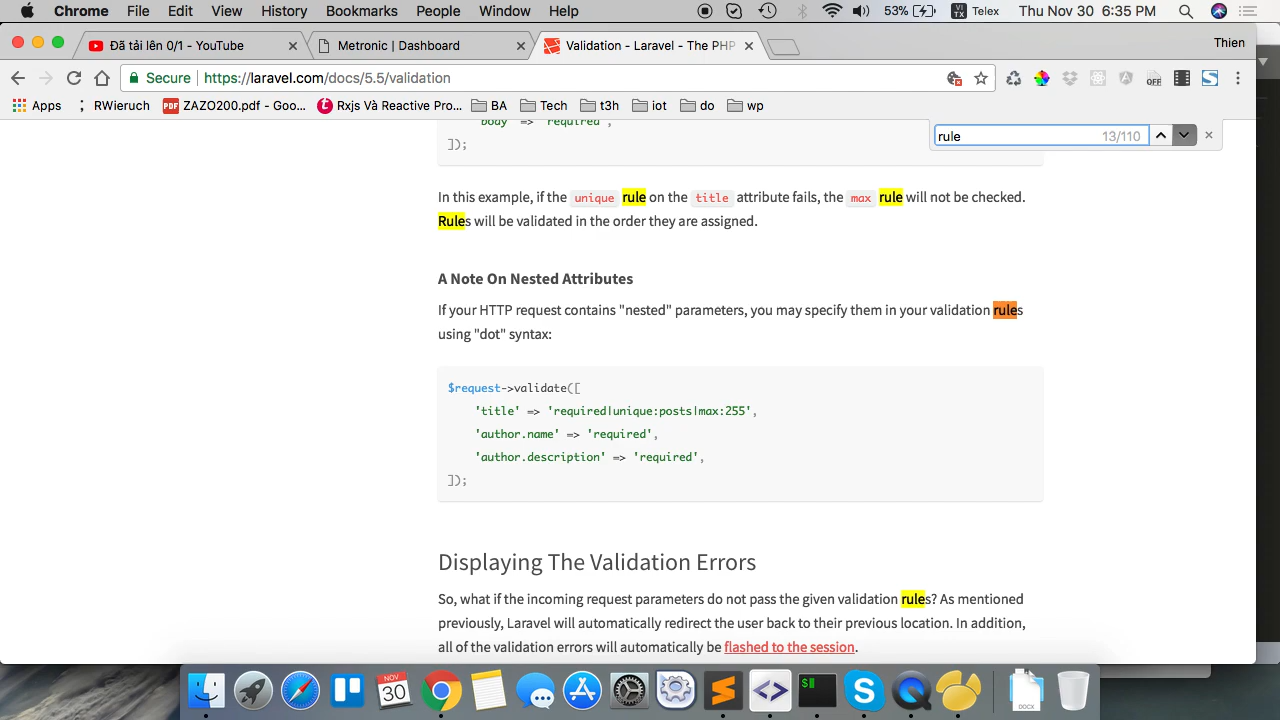 Chrome File Edit View History Bookmarks People Window Help 53% VI TX Telex Thu Nov 30 6:35 PM
Đã tải lên 0/1 - YouTube Metronic | Dashboard Validation - Laravel - The PHP Thien
Secure https://laravel.com/docs/5.5/validation OFF S
Apps RWieruch PDF ZAZO200.pdf - Goo... Rxjs Và Reactive Pro... BA Tech t3h iot do wp
rule 13/110
'body' => 'required',
]);
In this example, if the unique rule on the title attribute fails, the max rule will not be checked.
Rules will be validated in the order they are assigned.
A Note On Nested Attributes
If your HTTP request contains "nested" parameters, you may specify them in your validation rules
using "dot" syntax:
$request->validate([
'title' => 'required|unique:posts|max:255',
'author.name' => 'required',
'author.description' => 'required',
]);
Displaying The Validation Errors
So, what if the incoming request parameters do not pass the given validation rules? As mentioned
previously, Laravel will automatically redirect the user back to their previous location. In addition,
all of the validation errors will automatically be flashed to the session.
NOV
30
$
DOCX